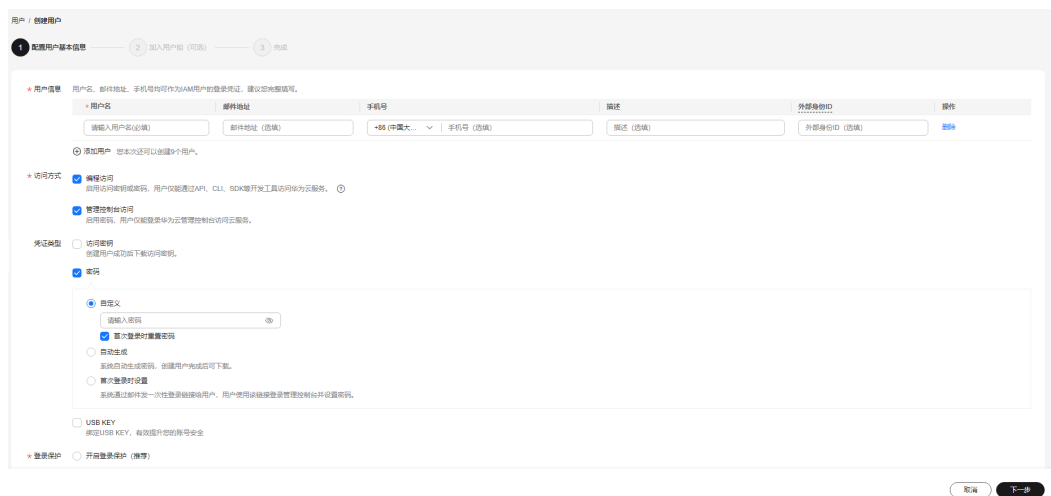 用户 / 创建用户
1 配置用户基本信息 2 加入用户组（可选） 3 完成
* 用户信息 用户名、邮件地址、手机号均可作为IAM用户的登录凭证，建议您完整填写。
* 用户名 邮件地址 手机号 描述 外部身份ID 操作
请输入用户名(必填) 邮件地址（选填） +86 (中国大... 手机号（选填） 描述（选填） 外部身份ID（选填） 删除
添加用户 您本次还可以创建9个用户。
* 访问方式 编程访问
启用访问密钥或密码，用户仅能通过API、CLI、SDK等开发工具访问华为云服务。
管理控制台访问
启用密码，用户仅能登录华为云管理控制台访问云服务。
凭证类型 访问密钥
创建用户成功后下载访问密钥。
密码
自定义
请输入密码
首次登录时重置密码
自动生成
系统自动生成密码，创建用户完成后可下载。
首次登录时设置
系统通过邮件发一次性登录链接给用户，用户使用该链接登录管理控制台并设置密码。
USB KEY
绑定USB KEY，有效提升您的账号安全
* 登录保护 开启登录保护（推荐）
取消 下一步